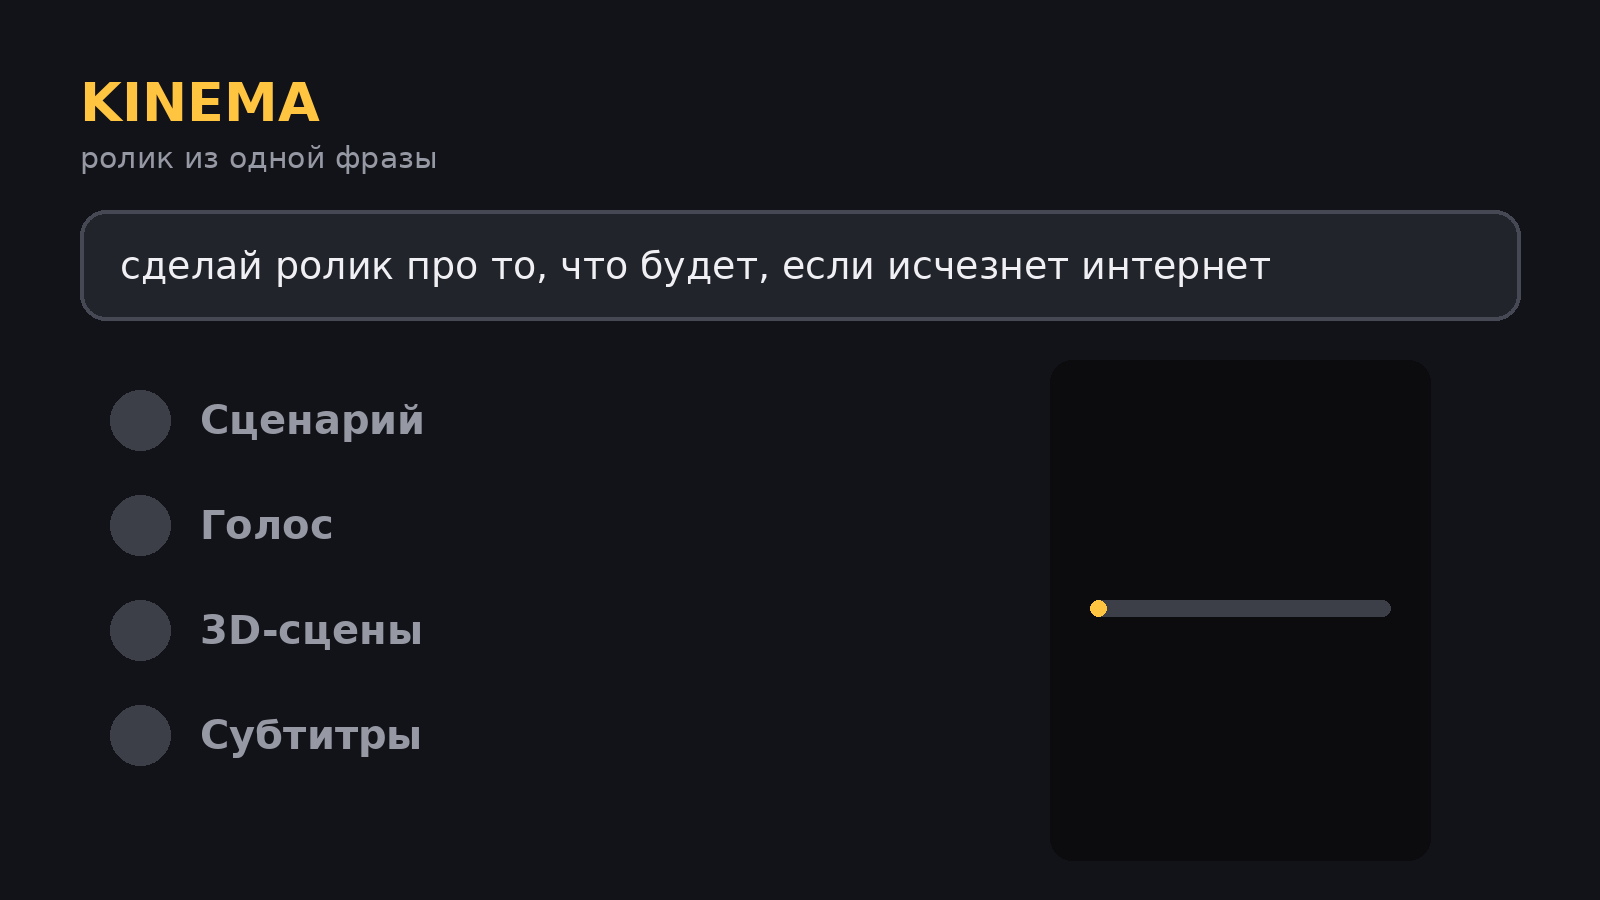 KINEMA
ролик из одной фразы
сделай ролик про то, что будет, если исчезнет интернет
Сценарий
Голос
3D-сцены
Субтитры